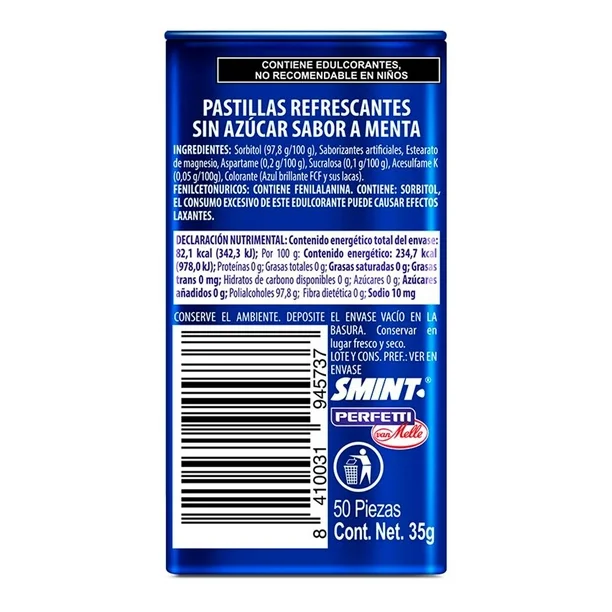 CONTIENE EDULCORANTES,
NO RECOMENDABLE EN NIÑOS
PASTILLAS REFRESCANTES
SIN AZÚCAR SABOR A MENTA
INGREDIENTES: Sorbitol (97,8 g/100 g), Saborizantes artificiales, Estearato
de magnesio, Aspartame (0,2 g/100 g), Sucralosa (0,1 g/100 g), Acesulfame K
(0,05 g/100g), Colorante (Azul brillante FCF y sus lacas).
FENILCETONURICOS: CONTIENE FENILALANINA. CONTIENE: SORBITOL,
EL CONSUMO EXCESIVO DE ESTE EDULCORANTE PUEDE CAUSAR EFECTOS
LAXANTES.
DECLARACIÓN NUTRIMENTAL: Contenido energético total del envase:
82,1 kcal (342,3 kJ); Por 100 g: Contenido energético: 234,7 kcal
(978,0 kJ); Proteínas 0 g; Grasas totales 0 g; Grasas saturadas 0 g; Grasas
trans 0 mg; Hidratos de carbono disponibles 0 g; Azúcares 0 g; Azúcares
añadidos 0 g; Polialcoholes 97,8 g; Fibra dietética 0 g; Sodio 10 mg
CONSERVE EL AMBIENTE. DEPOSITE EL ENVASE VACÍO EN LA
BASURA. Conservar en
lugar fresco y seco.
LOTE Y CONS. PREF.: VER EN
ENVASE
8 410031 945737
SMINT®
PERFETTI
van Melle
50 Piezas
Cont. Net. 35g